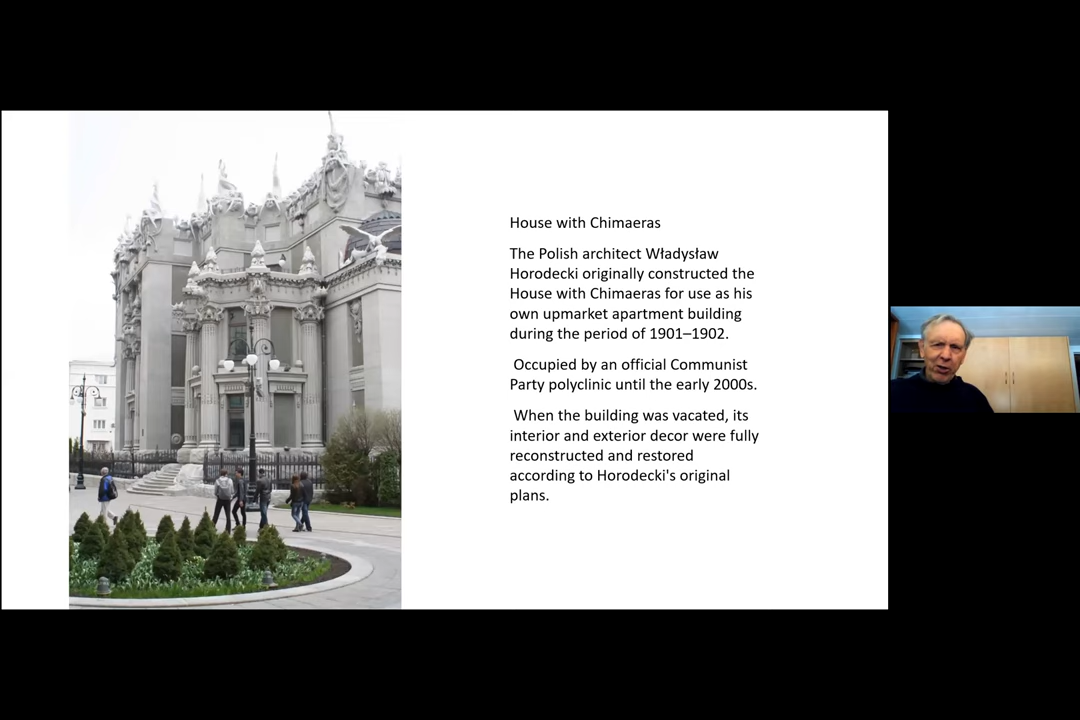 House with Chimaeras
The Polish architect Władysław
Horodecki originally constructed the
House with Chimaeras for use as his
own upmarket apartment building
during the period of 1901–1902.
Occupied by an official Communist
Party polyclinic until the early 2000s.
When the building was vacated, its
interior and exterior decor were fully
reconstructed and restored
according to Horodecki's original
plans.